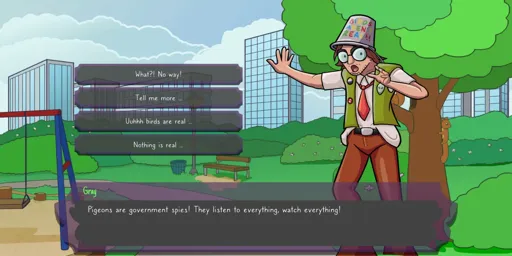 What?! No way!
Tell me more ..
Uuhhh birds are real ..
Nothing is real ..
Greg
Pigeons are government spies! They listen to everything, watch everything!